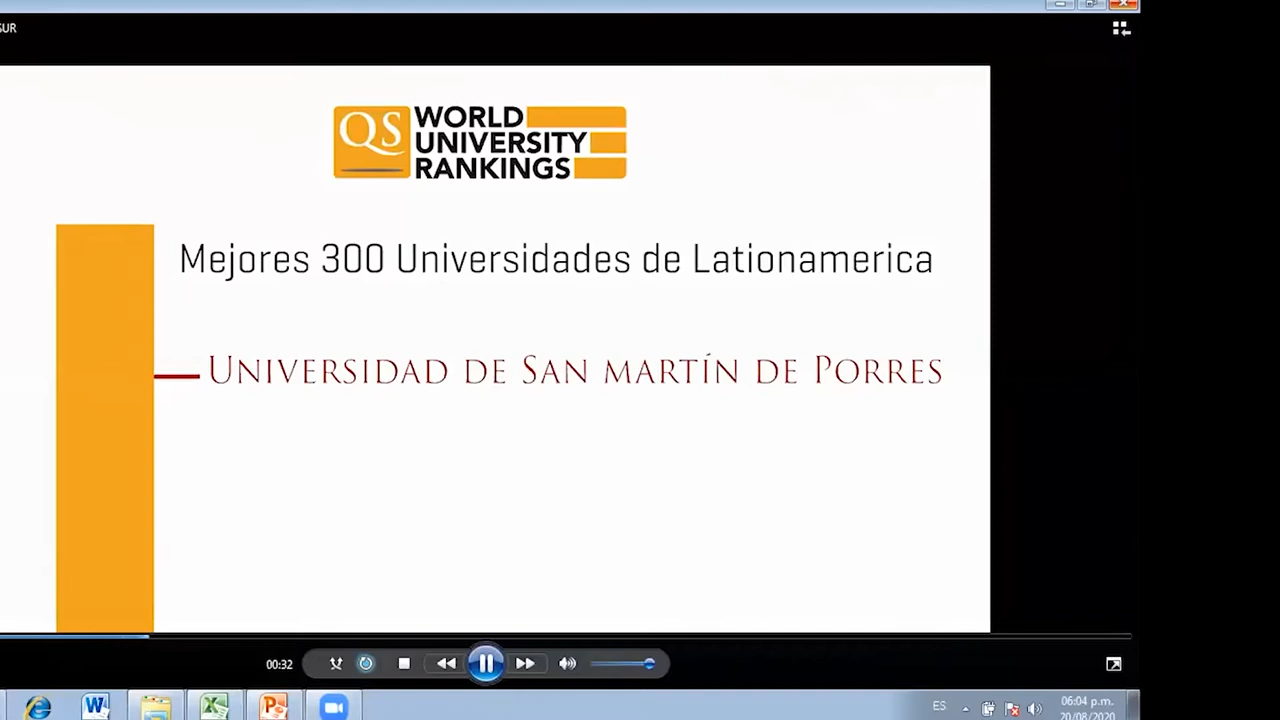 SUR
QS WORLD
UNIVERSITY
RANKINGS
Mejores 300 Universidades de Lationamerica
UNIVERSIDAD DE SAN MARTÍN DE PORRES
00:32
ES
06:04 p.m.
20/08/2020